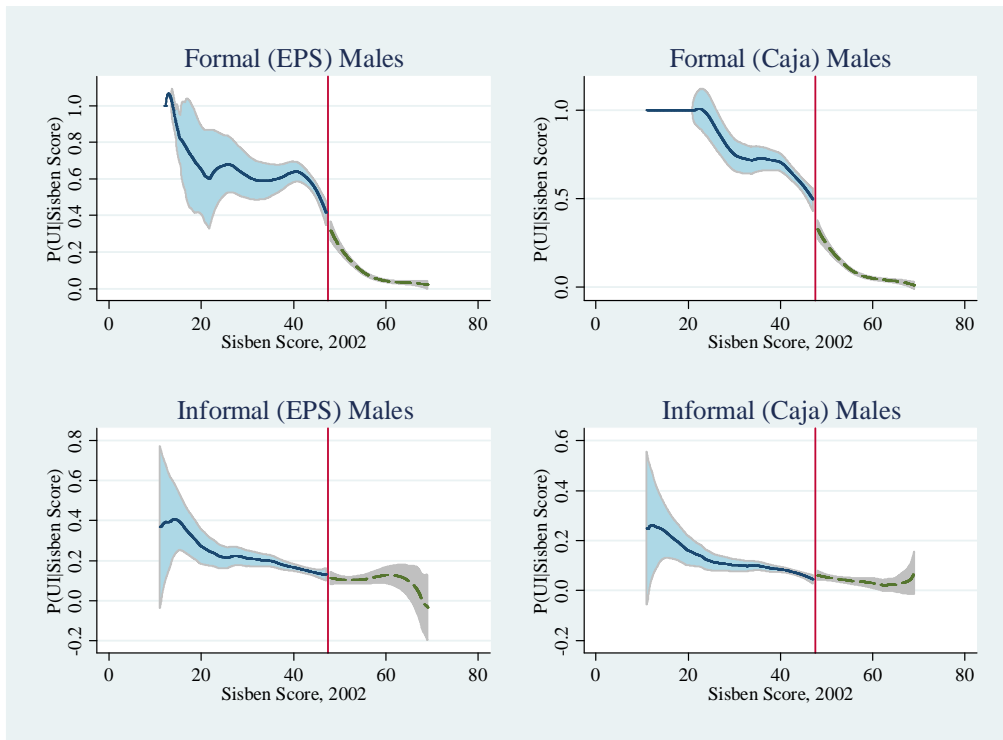 Formal (EPS) Males
P(UI|Sisben Score)
0.0 0.2 0.4 0.6 0.8 1.0
0 20 40 60 80
Sisben Score, 2002
Formal (Caja) Males
P(UI|Sisben Score)
0.0 0.5 1.0
0 20 40 60 80
Sisben Score, 2002
Informal (EPS) Males
P(UI|Sisben Score)
-0.2 0.0 0.2 0.4 0.6 0.8
0 20 40 60 80
Sisben Score, 2002
Informal (Caja) Males
P(UI|Sisben Score)
-0.2 0.0 0.2 0.4 0.6
0 20 40 60 80
Sisben Score, 2002